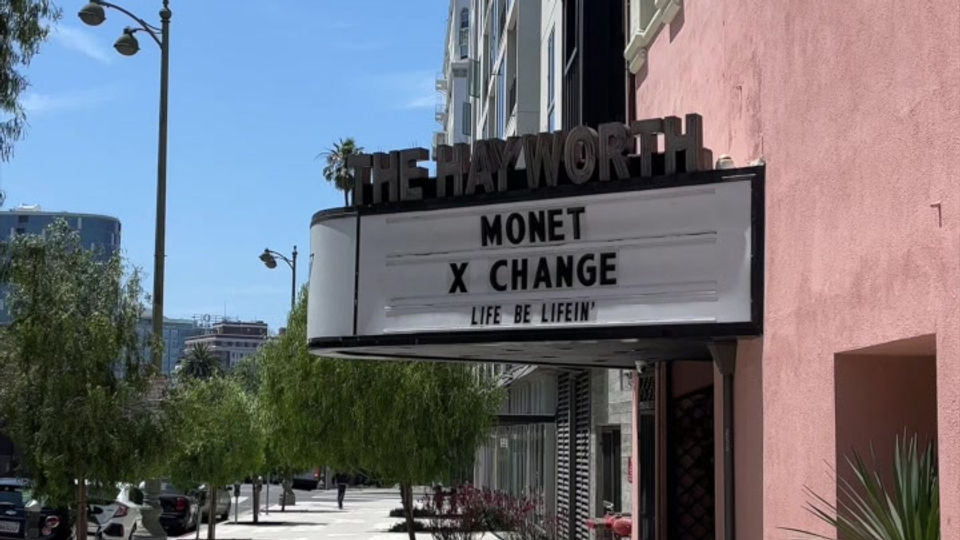 THE HAYWORTH
MONET
X CHANGE
LIFE BE LIFEIN'